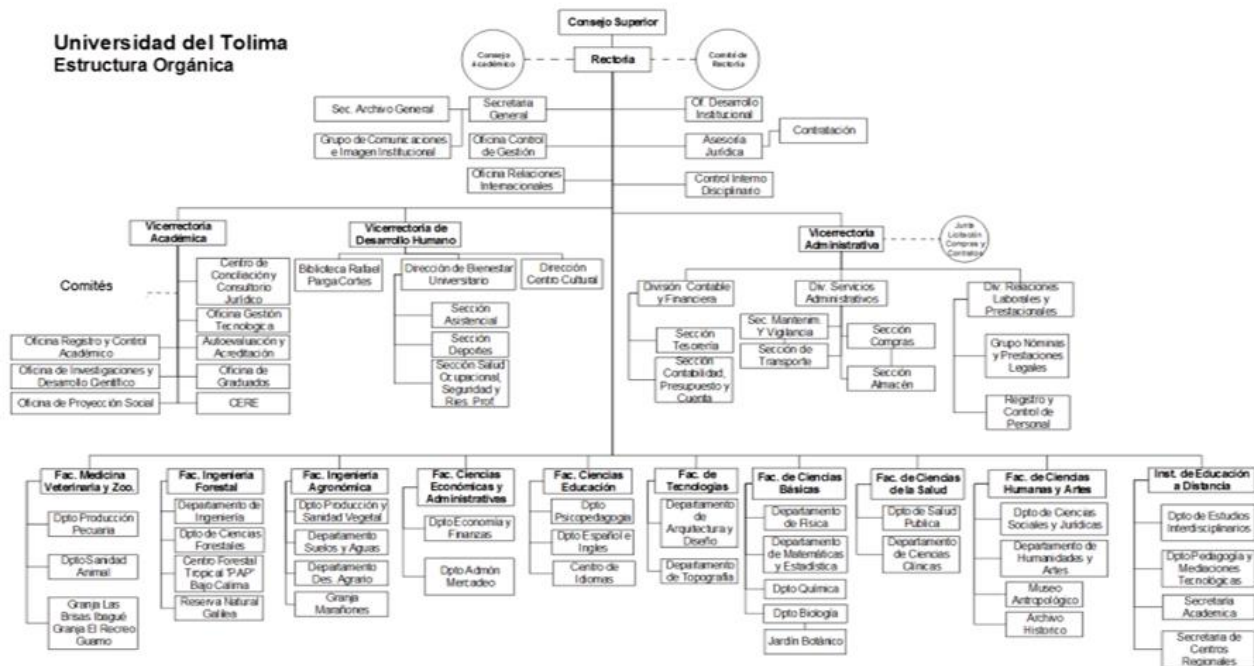 Universidad del Tolima
Estructura Orgánica
Consejo Superior
Consejo
Académico
Rectoría
Comité de
Rectoría
Sec. Archivo General
Secretaria
General
Of. Desarrollo
Institucional
Contratación
Grupo de Comunicaciones
e Imagen Institucional
Oficina Control
de Gestión
Asesoría
Jurídica
Oficina Relaciones
Internacionales
Control Interno
Disciplinario
Vicerrectoría
Académica
Vicerrectoría de
Desarrollo Humano
Vicerrectoría
Administrativa
Junta
Licitación
Compras y
Contratos
Comités
Centro de
Conciliación y
Consultorio
Jurídico
Oficina Gestión
Tecnologica
Oficina Registro y Control
Académico
Autoevaluación y
Acreditación
Oficina de Investigaciones y
Desarrollo Científico
Oficina de
Graduados
Oficina de Proyección Social
CERE
Biblioteca Rafael
Parga Cortes
Dirección de Bienestar
Universitario
Dirección
Centro Cultural
Sección
Asistencial
Sección
Deportes
Sección Salud
Ocupacional,
Seguridad y
Ries. Prof.
División Contable
y Financiera
Div. Servicios
Administrativos
Div. Relaciones
Laborales y
Prestacionales
Sección
Tesorería
Sección
Contabilidad,
Presupuesto y
Cuenta
Sec. Mantenim.
Y Vigilancia
Sección de
Transporte
Sección
Compras
Sección
Almacén
Grupo Nóminas
y Prestaciones
Legales
Registro y
Control de
Personal
Fac. Medicina
Veterinaria y Zoo.
Dpto Producción
Pecuaria
Dpto Sanidad
Animal
Granja Las
Brisas Ibagué
Granja El Recreo
Guamo
Fac. Ingeniería
Forestal
Departamento de
Ingeniería
Dpto de Ciencias
Forestales
Centro Forestal
Tropical "PAP"
Bajo Calima
Reserva Natural
Galilea
Fac. Ingeniería
Agronómica
Dpto Producción y
Sanidad Vegetal
Departamento
Suelos y Aguas
Departamento
Des. Agrario
Granja
Marañones
Fac. Ciencias
Económicas y
Administratives
Dpto Economía y
Finanzas
Dpto Admón
Mercadeo
Fac. Ciencias
Educación
Dpto
Psicopedagogia
Dpto Español e
Ingles
Centro de
Idiomas
Fac. de
Tecnologías
Departamento
de
Arquitectura y
Diseño
Departamento
de Topografía
Fac. de Ciencias
Básicas
Departamento
de Física
Departamento
de Matemáticas
y Estadística
Dpto Química
Dpto Biología
Jardín Botánico
Fac. de Ciencias
de la Salud
Dpto de Salud
Publica
Departamento
de Ciencias
Clínicas
Fac. de Ciencias
Humanas y Artes
Dpto de Ciencias
Sociales y Jurídicas
Departamento de
Humanidades y
Artes
Museo
Antropológico
Archivo
Historico
Inst. de Educación
a Distancia
Dpto de Estudios
Interdisciplinarios
Dpto Pedagogía y
Mediaciones
Tecnológicas
Secretaria
Academica
Secretaria de
Centros
Regionales